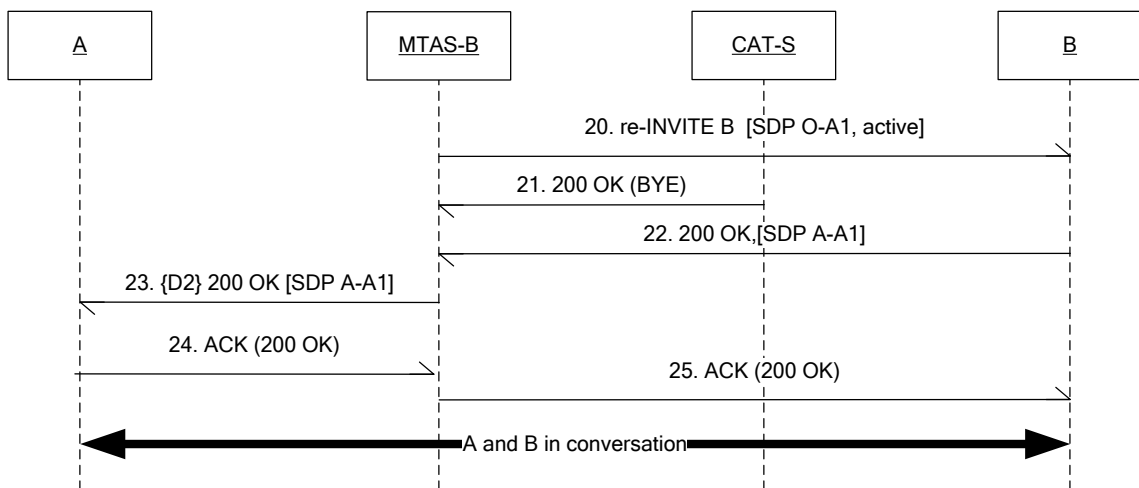 A
MTAS-B
CAT-S
B
20. re-INVITE B [SDP O-A1, active]
21. 200 OK (BYE)
22. 200 OK,[SDP A-A1]
23. {D2} 200 OK [SDP A-A1]
24. ACK (200 OK)
25. ACK (200 OK)
A and B in conversation